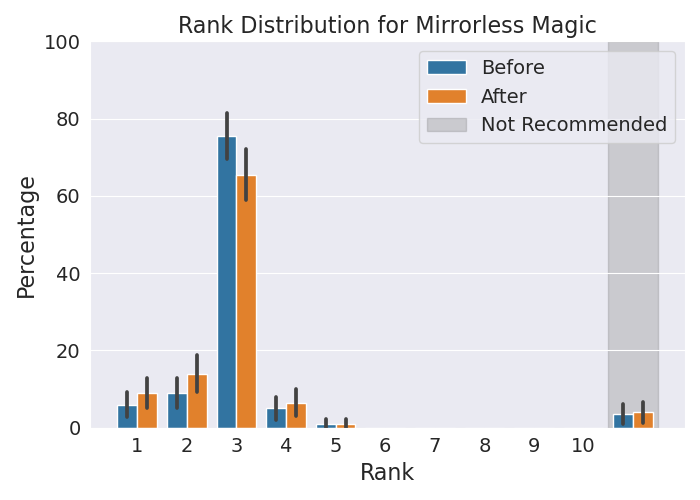 Rank Distribution for Mirrorless Magic
100
80
60
40
20
0
Percentage
Before
After
Not Recommended
1 2 3 4 5 6 7 8 9 10
Rank